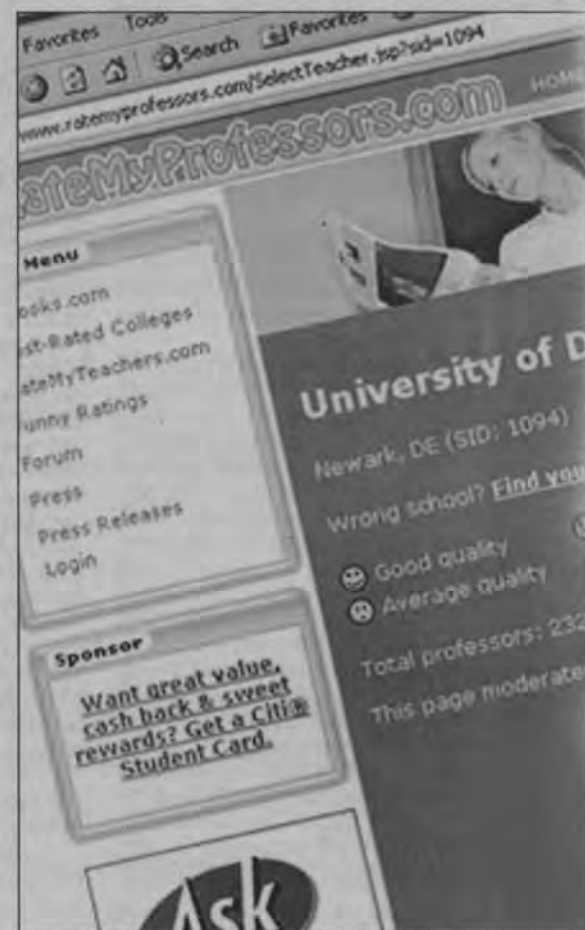 Favorites Tools
Search Favorites
www.ratemyprofessors.com/SelectTeacher.jsp?sid=1094
ateMyProfessors.com
HOME
Menu
ooks.com
st-Rated Colleges
ateMyTeachers.com
unny Ratings
Forum
Press
Press Releases
Login
University of D
Newark, DE (SID: 1094)
Wrong school? Find you
Good quality
Average quality
Total professors: 232
This page moderate
Sponsor
Want great value,
cash back & sweet
rewards? Get a Citi®
Student Card.
Ask